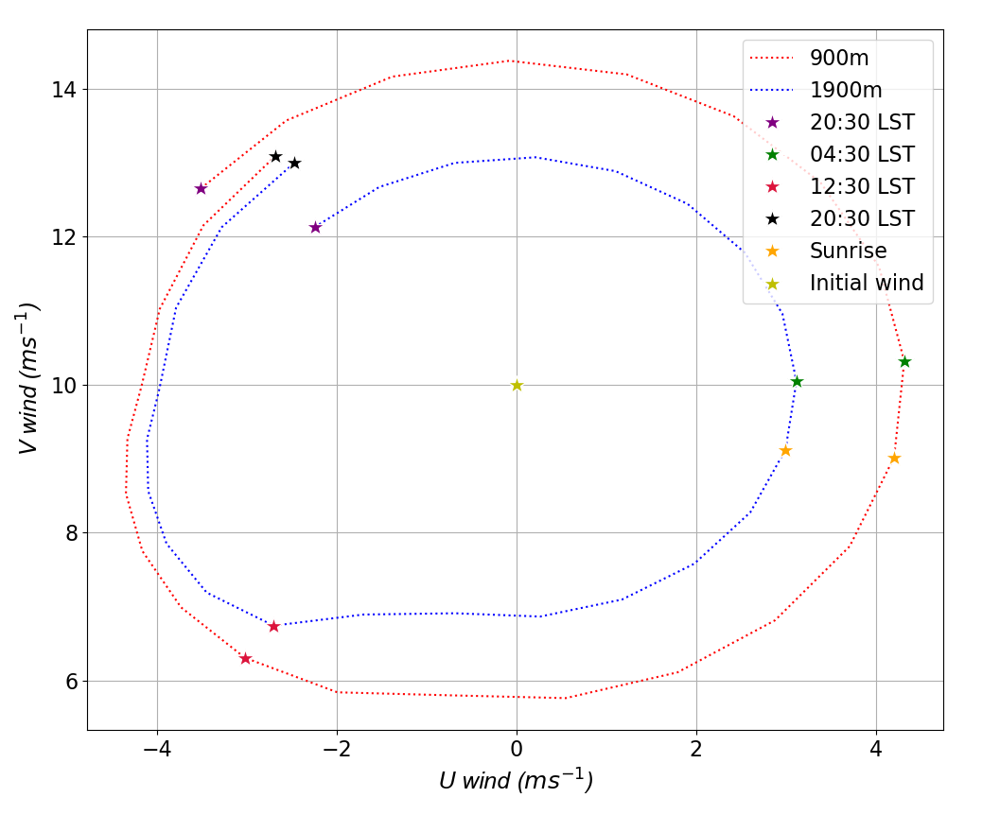 14
12
10
8
6
−4
−2
0
2
4
V wind (ms⁻¹)
U wind (ms⁻¹)
900m
1900m
20:30 LST
04:30 LST
12:30 LST
20:30 LST
Sunrise
Initial wind